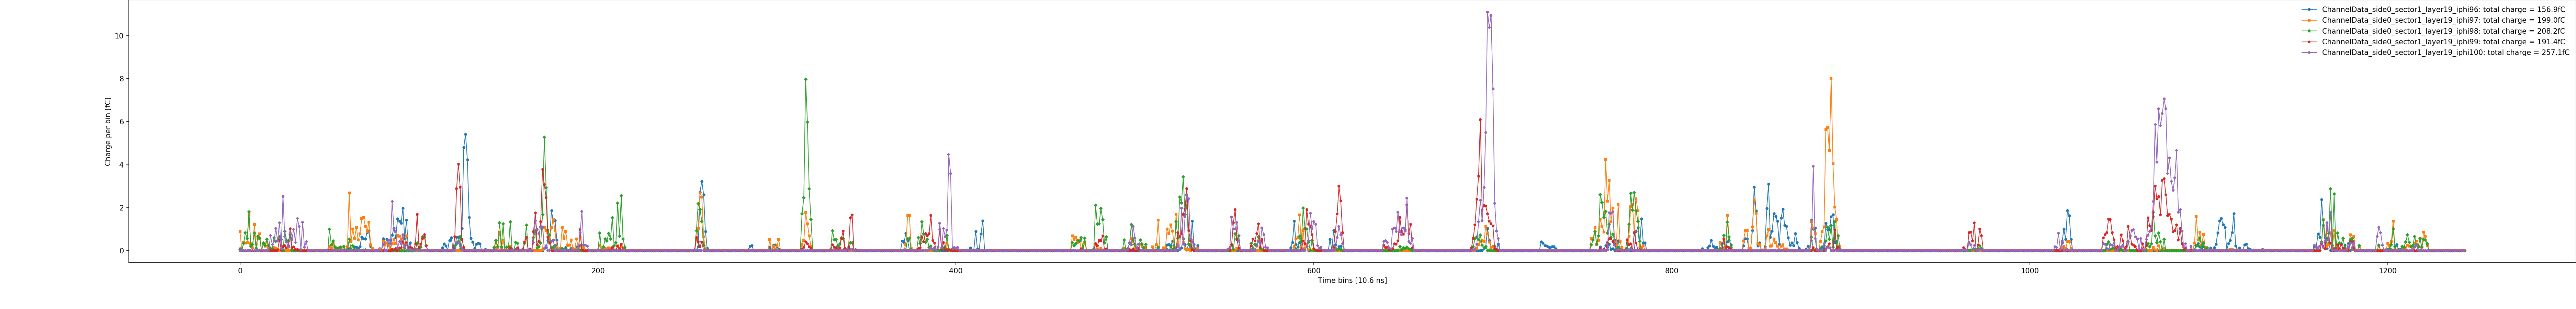 10
8
6
4
2
0
Charge per bin [fC]
0 200 400 600 800 1000 1200
Time bins [10.6 ns]
ChannelData_side0_sector1_layer19_iphi96: total charge = 156.9fC
ChannelData_side0_sector1_layer19_iphi97: total charge = 199.0fC
ChannelData_side0_sector1_layer19_iphi98: total charge = 208.2fC
ChannelData_side0_sector1_layer19_iphi99: total charge = 191.4fC
ChannelData_side0_sector1_layer19_iphi100: total charge = 257.1fC